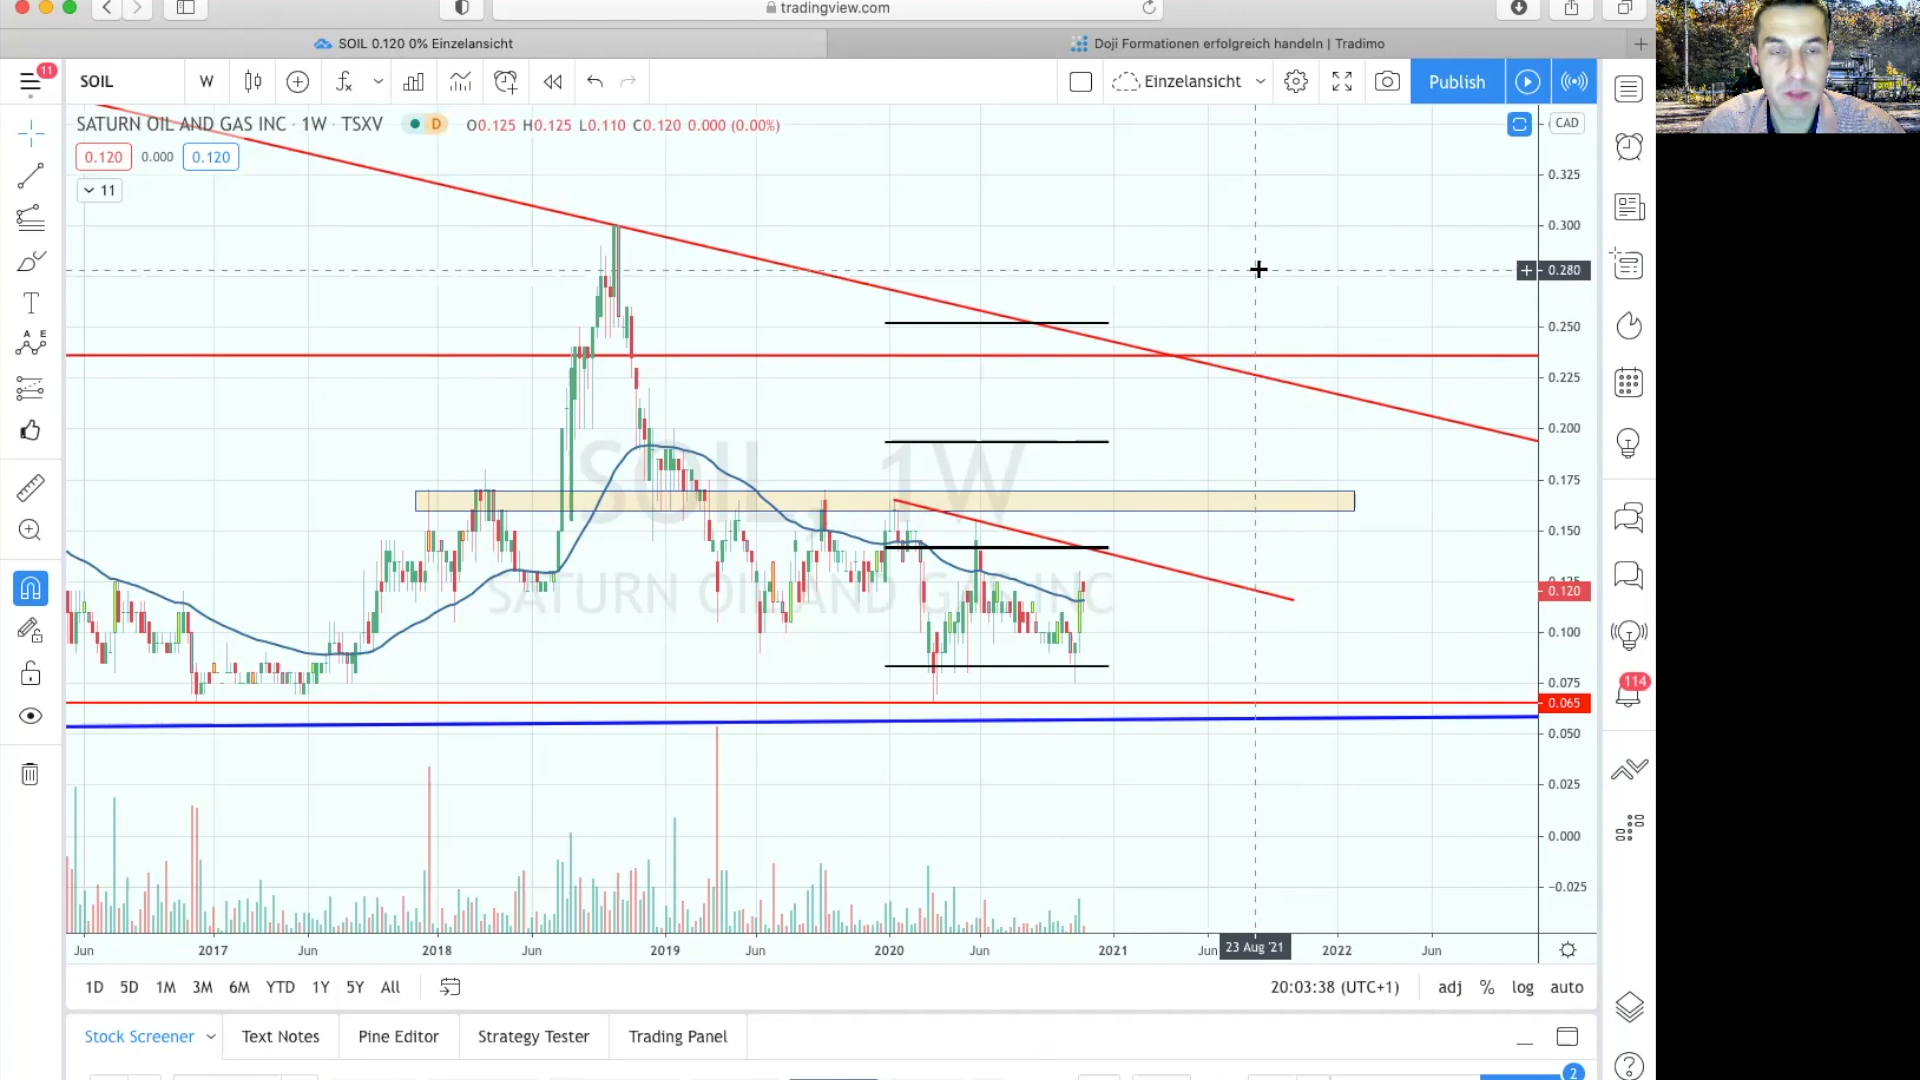 tradingview.com
SOIL 0.120 0% Einzelansicht
Doji Formationen erfolgreich handeln | Tradimo
11
SOIL
W
Einzelansicht
Publish
SATURN OIL AND GAS INC · 1W · TSXV
D
O0.125 H0.125 L0.110 C0.120 0.000 (0.00%)
CAD
0.120
0.000
0.120
11
0.325
0.300
0.280
0.250
0.225
0.200
0.175
0.150
0.120
0.100
0.075
0.065
0.050
0.025
0.000
−0.025
SOIL, 1W
SATURN OIL AND GAS INC
T
A E
114
Jun
2017
Jun
2018
Jun
2019
Jun
2020
Jun
2021
Jun
23 Aug '21
2022
Jun
1D 5D 1M 3M 6M YTD 1Y 5Y All
20:03:38 (UTC+1)
adj % log auto
Stock Screener
Text Notes
Pine Editor
Strategy Tester
Trading Panel
2